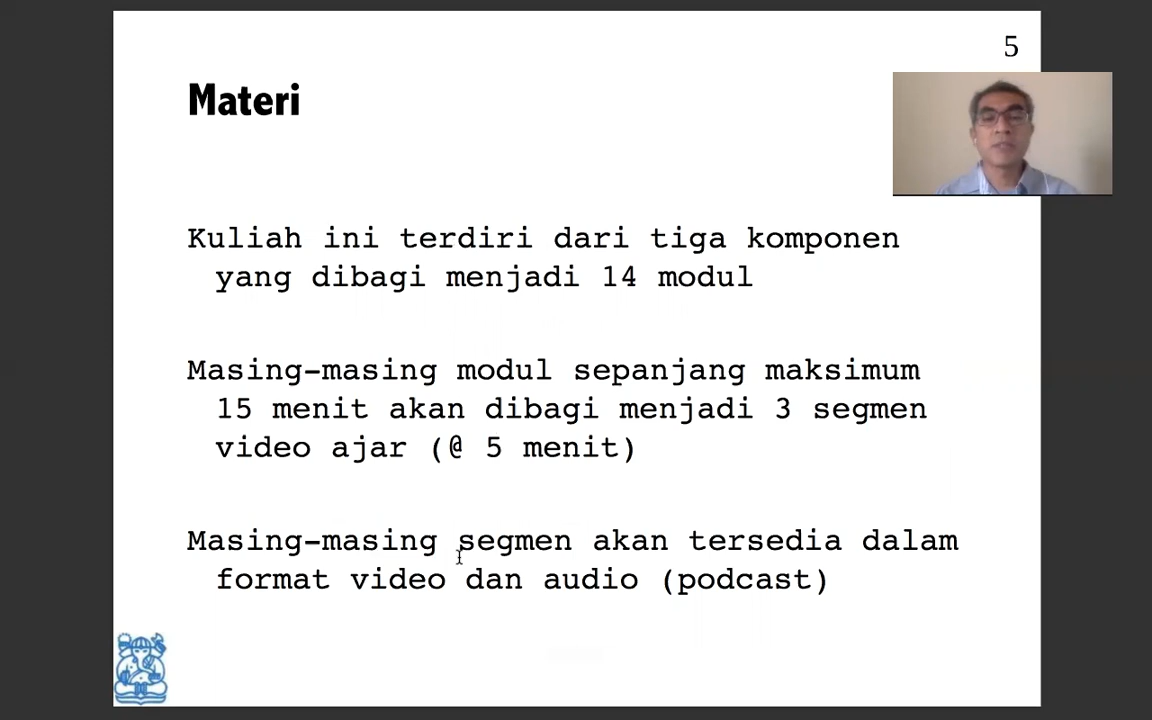 5
Materi
Kuliah ini terdiri dari tiga komponen
yang dibagi menjadi 14 modul
Masing-masing modul sepanjang maksimum
15 menit akan dibagi menjadi 3 segmen
video ajar (@ 5 menit)
Masing-masing segmen akan tersedia dalam
format video dan audio (podcast)